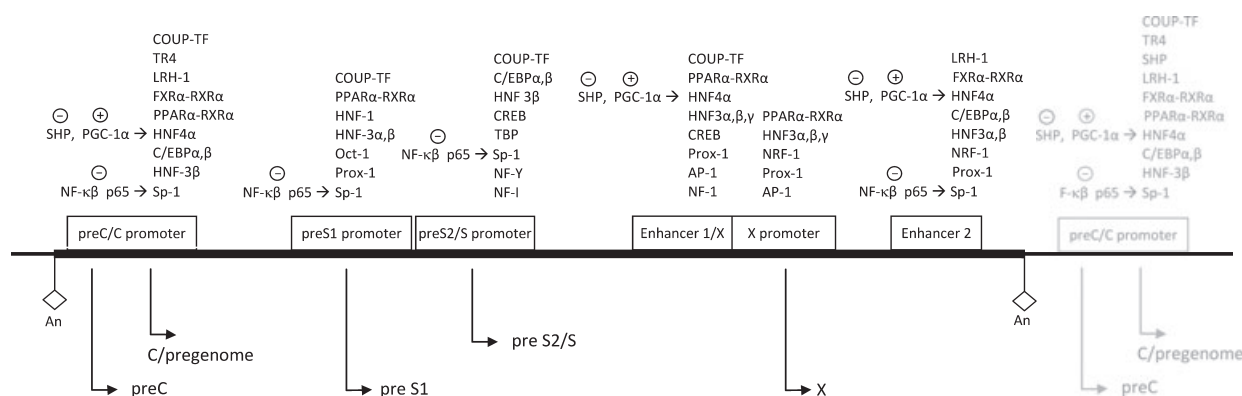 COUP-TF
TR4
LRH-1
FXRα-RXRα
PPARα-RXRα
⊖ ⊕
SHP, PGC-1α → HNF4α
C/EBPα,β
HNF-3β
⊖
NF-κβ p65 → Sp-1
preC/C promoter
COUP-TF
PPARα-RXRα
HNF-1
HNF-3α,β
Oct-1
Prox-1
⊖
NF-κβ p65 → Sp-1
preS1 promoter
COUP-TF
C/EBPα,β
HNF 3β
CREB
TBP
⊖
NF-κβ p65 → Sp-1
NF-Y
NF-I
preS2/S promoter
COUP-TF
PPARα-RXRα
⊖ ⊕
SHP, PGC-1α → HNF4α
HNF3α,β,γ
CREB
Prox-1
AP-1
NF-1
Enhancer 1/X
PPARα-RXRα
HNF3α,β,γ
NRF-1
Prox-1
AP-1
X promoter
LRH-1
FXRα-RXRα
⊖ ⊕
SHP, PGC-1α → HNF4α
C/EBPα,β
HNF3α,β
NRF-1
Prox-1
⊖
NF-κβ p65 → Sp-1
Enhancer 2
COUP-TF
TR4
SHP
LRH-1
FXRα-RXRα
PPARα-RXRα
⊖ ⊕
SHP, PGC-1α → HNF4α
C/EBPα,β
HNF-3β
⊖
F-κβ p65 → Sp-1
preC/C promoter
An
C/pregenome
preC
pre S1
pre S2/S
X
An
C/pregenome
preC